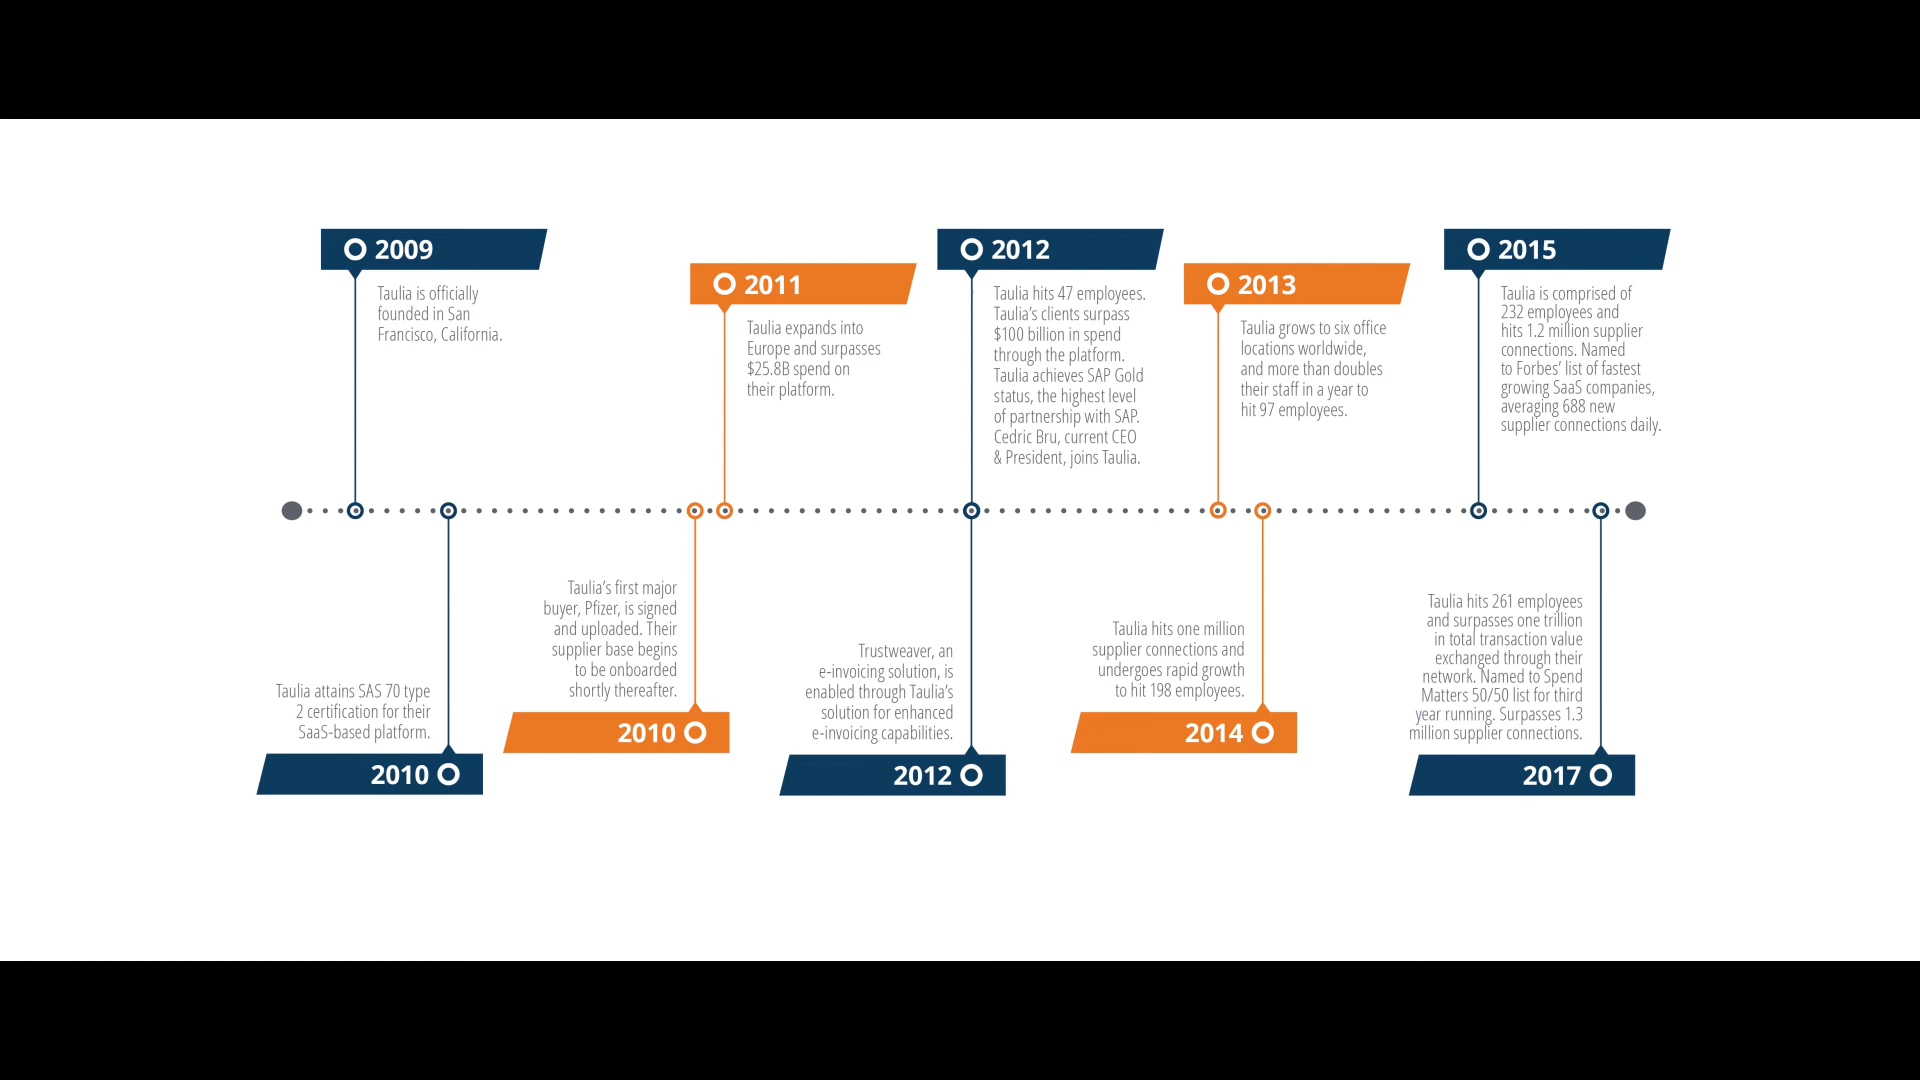 2009
Taulia is officially
founded in San
Francisco, California.
2011
Taulia expands into
Europe and surpasses
$25.8B spend on
their platform.
2012
Taulia hits 47 employees.
Taulia’s clients surpass
$100 billion in spend
through the platform.
Taulia achieves SAP Gold
status, the highest level
of partnership with SAP.
Cedric Bru, current CEO
& President, joins Taulia.
2013
Taulia grows to six office
locations worldwide,
and more than doubles
their staff in a year to
hit 97 employees.
2015
Taulia is comprised of
232 employees and
hits 1.2 million supplier
connections. Named
to Forbes’ list of fastest
growing SaaS companies,
averaging 688 new
supplier connections daily.
Taulia attains SAS 70 type
2 certification for their
SaaS-based platform.
2010
Taulia’s first major
buyer, Pfizer, is signed
and uploaded. Their
supplier base begins
to be onboarded
shortly thereafter.
2010
Trustweaver, an
e-invoicing solution, is
enabled through Taulia’s
solution for enhanced
e-invoicing capabilities.
2012
Taulia hits one million
supplier connections and
undergoes rapid growth
to hit 198 employees.
2014
Taulia hits 261 employees
and surpasses one trillion
in total transaction value
exchanged through their
network. Named to Spend
Matters 50/50 list for third
year running. Surpasses 1.3
million supplier connections.
2017